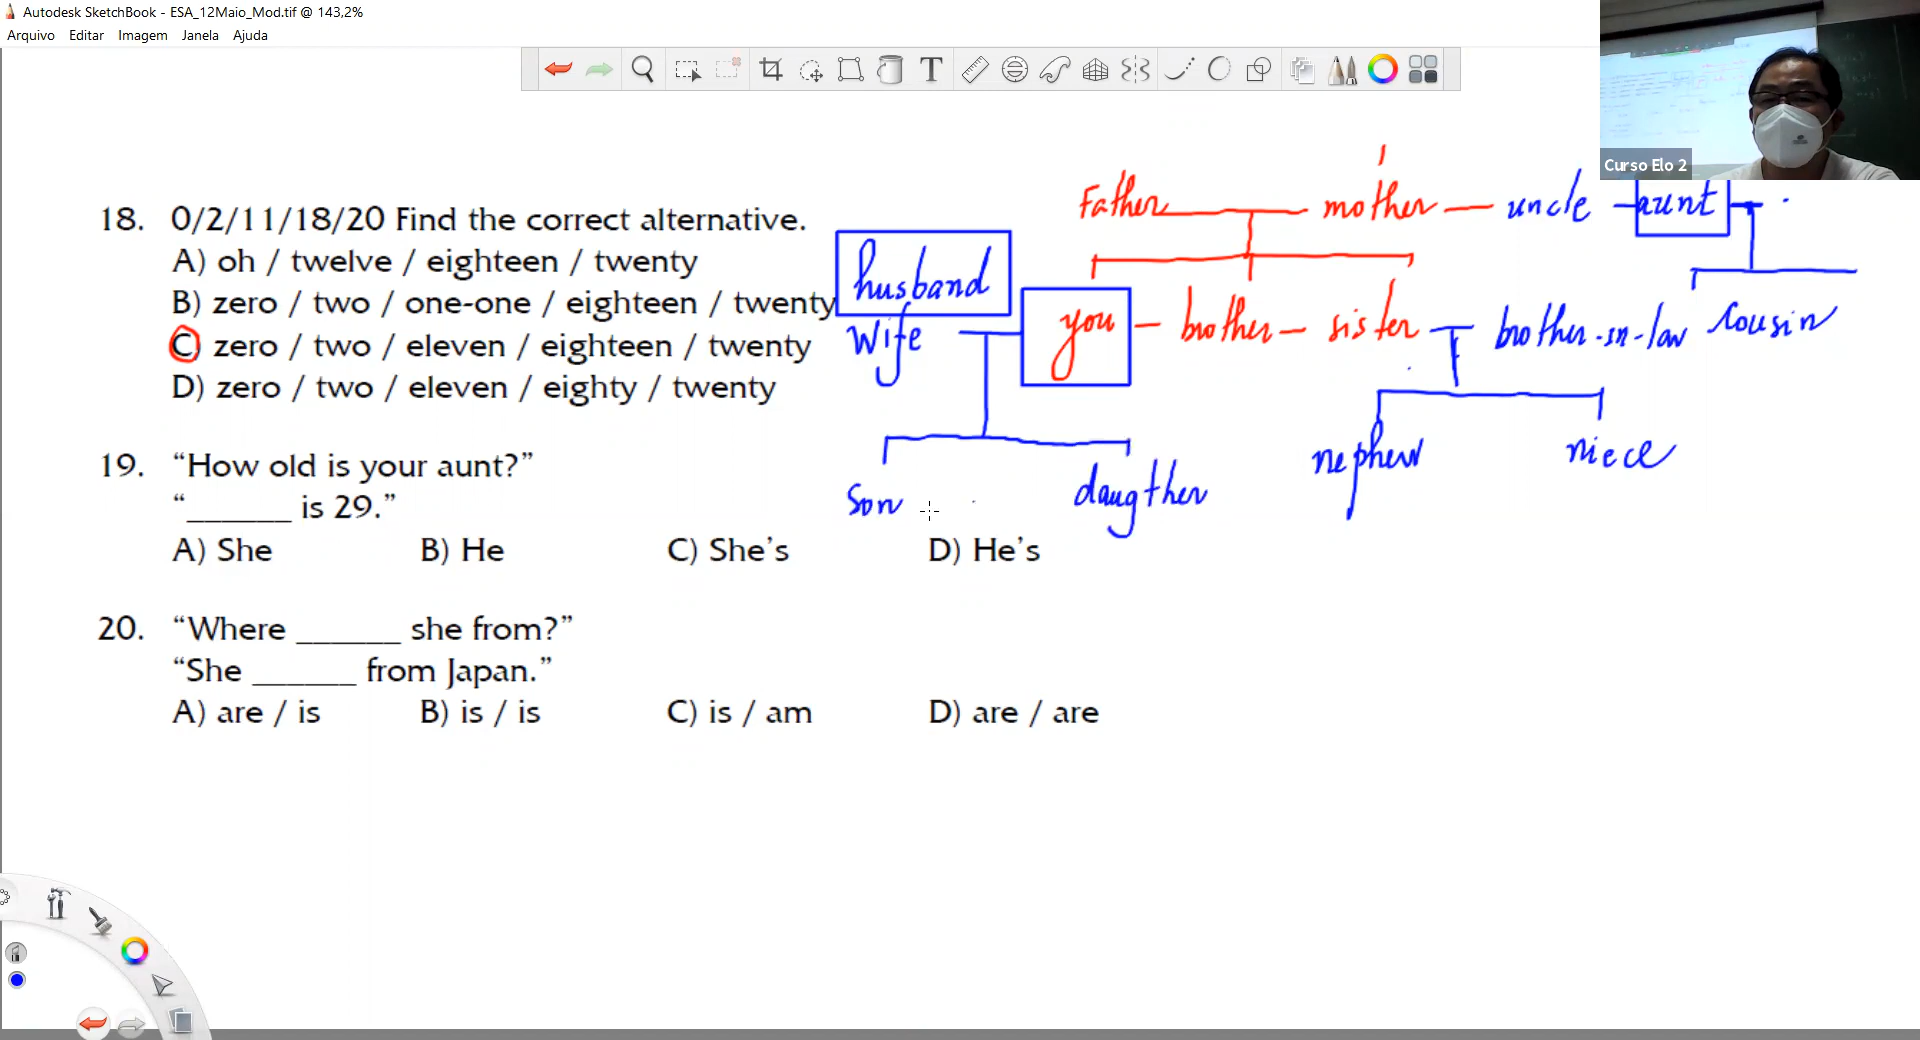 Autodesk SketchBook - ESA_12Maio_Mod.tif @ 143,2%
Arquivo Editar Imagem Janela Ajuda
Curso Elo 2
18. 0/2/11/18/20 Find the correct alternative.
A) oh / twelve / eighteen / twenty
B) zero / two / one-one / eighteen / twenty
C) zero / two / eleven / eighteen / twenty
D) zero / two / eleven / eighty / twenty
Father mother uncle aunt
husband
wife you brother sister brother-in-law cousin
son daugther nephew niece
19. “How old is your aunt?”
“______ is 29.”
A) She B) He C) She’s D) He’s
20. “Where ______ she from?”
“She ______ from Japan.”
A) are / is B) is / is C) is / am D) are / are